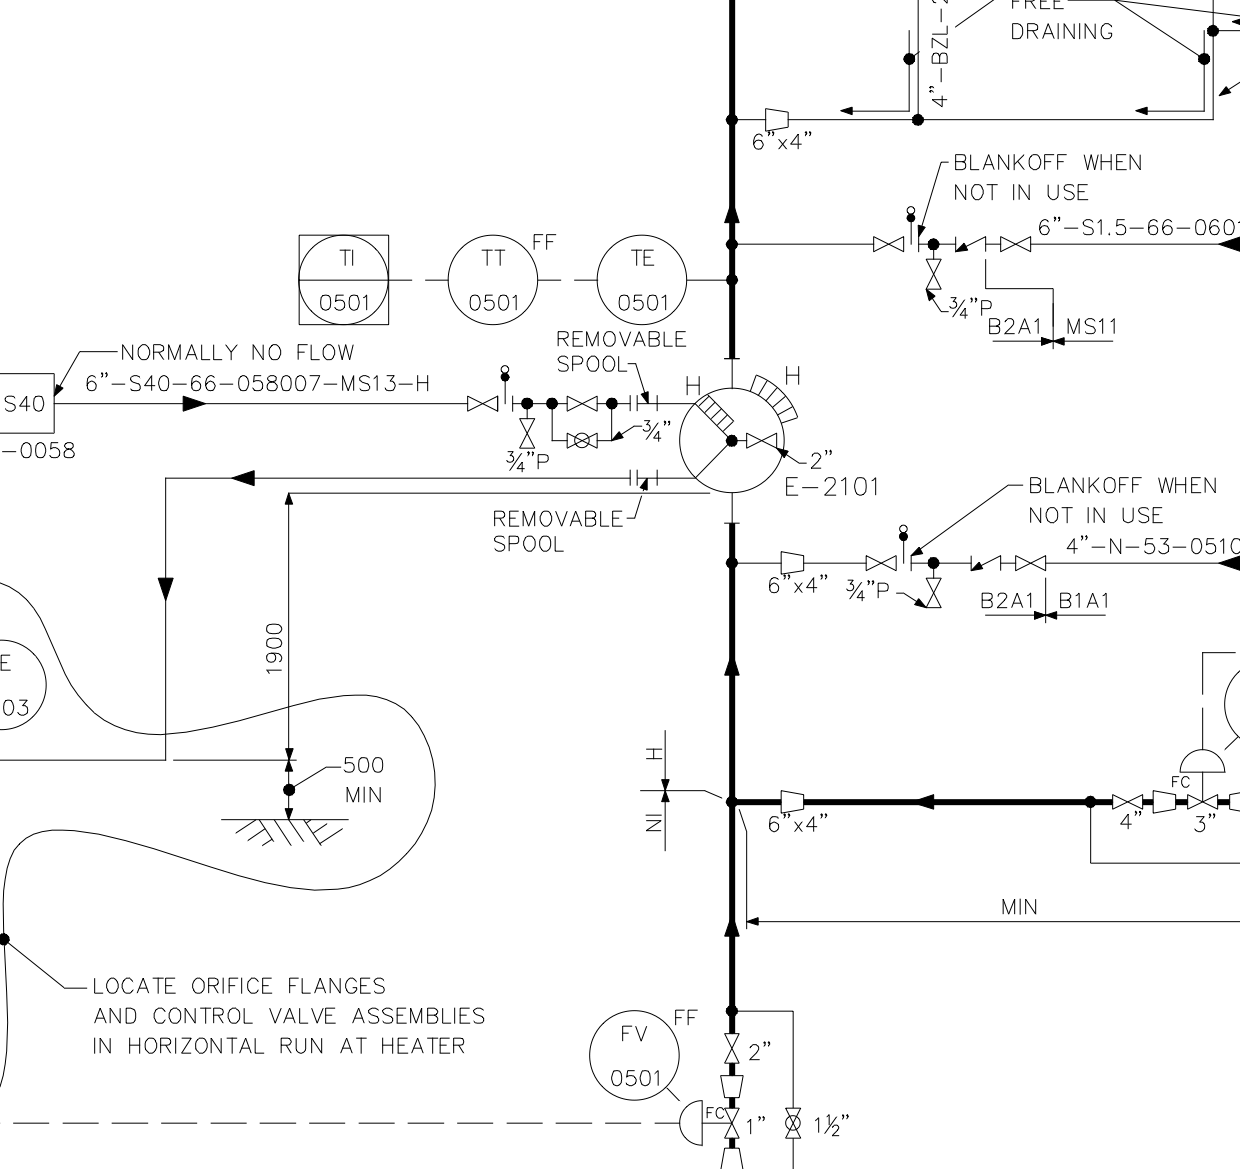 FREE
DRAINING
4"-BZL-2
6"x4"
BLANKOFF WHEN
NOT IN USE
6"-S1.5-66-0601
3/4"P
B2A1
MS11
TI
0501
TT
0501
FF
TE
0501
NORMALLY NO FLOW
6"-S40-66-058007-MS13-H
S40
-0058
REMOVABLE
SPOOL
H
H
3/4"
3/4"P
2"
E-2101
REMOVABLE
SPOOL
BLANKOFF WHEN
NOT IN USE
4"-N-53-0510
6"x4"
3/4"P
B2A1
B1A1
1900
E
03
500
MIN
H
NI
6"x4"
FC
4"
3"
MIN
LOCATE ORIFICE FLANGES
AND CONTROL VALVE ASSEMBLIES
IN HORIZONTAL RUN AT HEATER
FV
0501
FF
2"
FC
1"
1½"